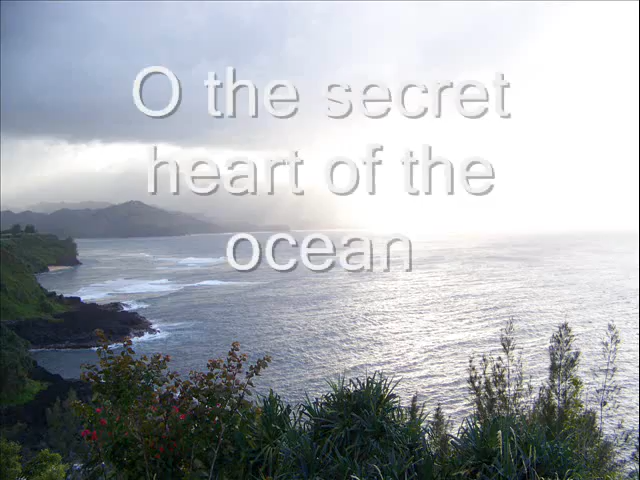 O the secret
heart of the
ocean